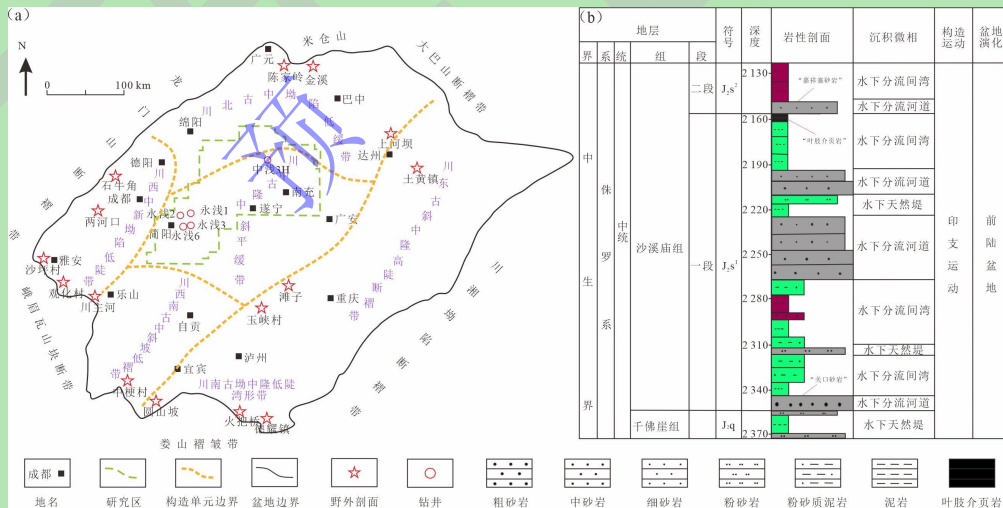 (a)
N
0
100 km
米仓山
大巴山断褶带
龙门山断褶带
峨眉瓦山块断带
娄山褶皱带
川湘坳陷断褶带
广元
陈家岭
金溪
巴中
川北古中坳陷低缓带
绵阳
上河坝
达州
德阳
中浅3H
土黄镇
石牛角
成都
南充
两河口
永浅2
永浅1
遂宁
永浅3
简阳
永浅6
广安
川西中新坳陷低陡带
川中古隆中斜平缓带
川东古斜中隆高陡断褶带
沙坪村
雅安
观化村
川主河
乐山
滩子
重庆
玉峡村
自贡
川西南古中斜坡低褶带
泸州
宜宾
川南古坳中隆低陡
湾形带
圆山坡
火把桥
(b)
地层
符号
深度
岩性剖面
沉积微相
构造运动
盆地演化
界
系
统
组
段
中生界
侏罗系
中统
沙溪庙组
千佛崖组
二段
一段
J₂s²
J₂s¹
J₂q
2 130
2 160
2 190
2 220
2 250
2 280
2 310
2 340
2 370
“嘉祥寨砂岩”
“叶肢介页岩”
“关口砂岩”
水下分流间湾
水下分流河道
水下分流间湾
水下分流河道
水下天然堤
水下分流河道
水下分流间湾
水下天然堤
水下分流间湾
水下分流河道
水下天然堤
印支运动
前陆盆地
成都
地名
研究区
构造单元边界
盆地边界
野外剖面
钻井
粗砂岩
中砂岩
细砂岩
粉砂岩
粉砂质泥岩
泥岩
叶肢介页岩